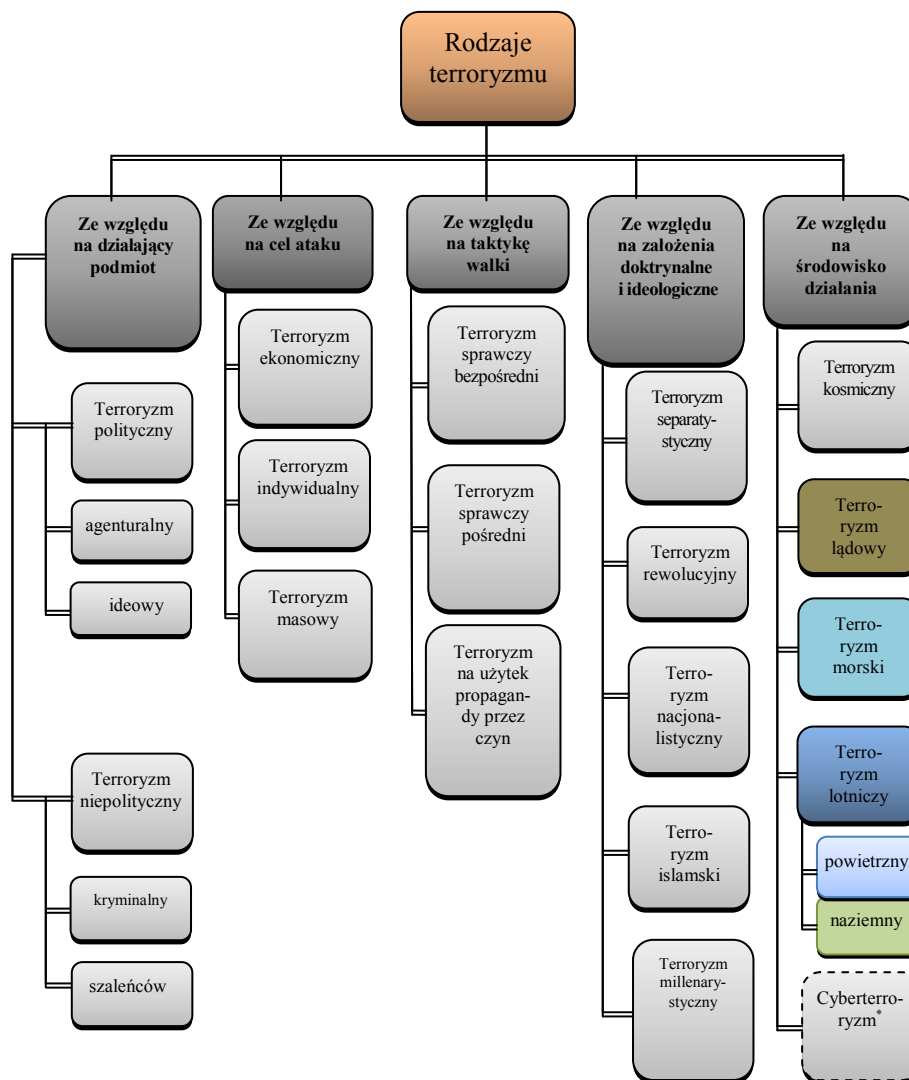 Rodzaje
terroryzmu
Ze względu
na działający
podmiot
Terroryzm
polityczny
agenturalny
ideowy
Terroryzm
niepolityczny
kryminalny
szaleńców
Ze względu
na cel ataku
Terroryzm
ekonomiczny
Terroryzm
indywidualny
Terroryzm
masowy
Ze względu
na taktykę
walki
Terroryzm
sprawczy
bezpośredni
Terroryzm
sprawczy
pośredni
Terroryzm
na użytek
propagan-
dy przez
czyn
Ze względu
na założenia
doktrynalne
i ideologiczne
Terroryzm
separaty-
styczny
Terroryzm
rewolucyjny
Terro-
ryzm
nacjona-
listyczny
Terro-
ryzm
islamski
Terroryzm
millenary-
styczny
Ze względu
na
środowisko
działania
Terroryzm
kosmiczny
Terro-
ryzm
lądowy
Terro-
ryzm
morski
Terro-
ryzm
lotniczy
powietrzny
naziemny
Cyberterro-
ryzm*